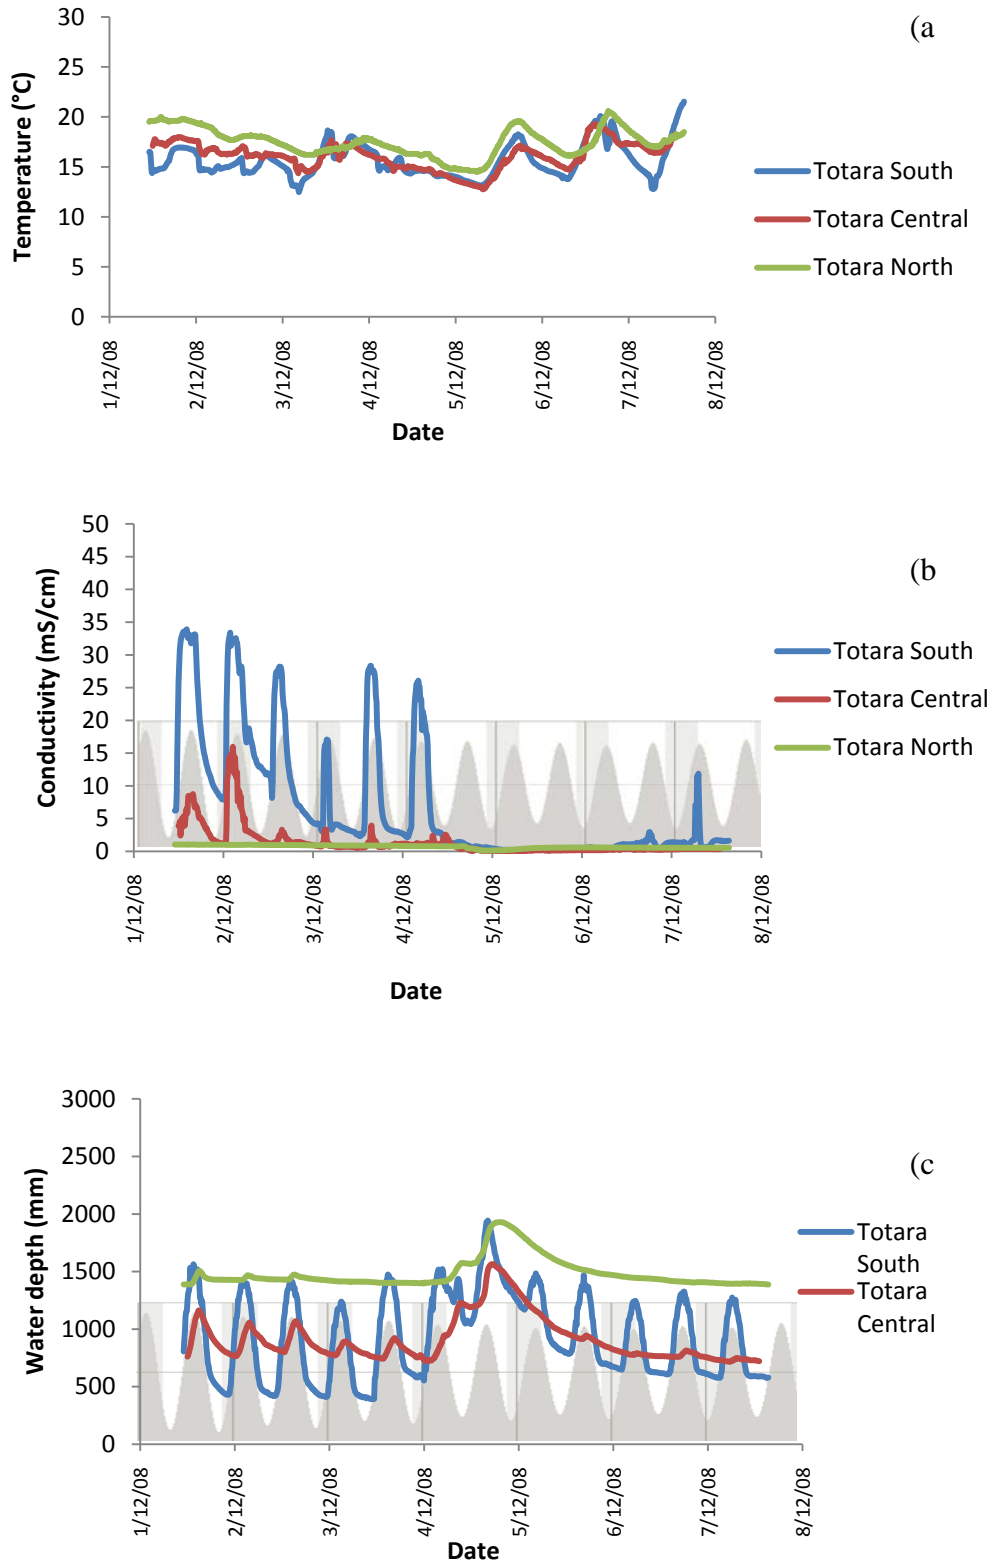 (a
30
25
20
15
10
5
0
Temperature (°C)
1/12/08
2/12/08
3/12/08
4/12/08
5/12/08
6/12/08
7/12/08
8/12/08
Date
Totara South
Totara Central
Totara North
(b
50
45
40
35
30
25
20
15
10
5
0
Conductivity (mS/cm)
1/12/08
2/12/08
3/12/08
4/12/08
5/12/08
6/12/08
7/12/08
8/12/08
Date
Totara South
Totara Central
Totara North
(c
3000
2500
2000
1500
1000
500
0
Water depth (mm)
1/12/08
2/12/08
3/12/08
4/12/08
5/12/08
6/12/08
7/12/08
8/12/08
Date
Totara
South
Totara
Central